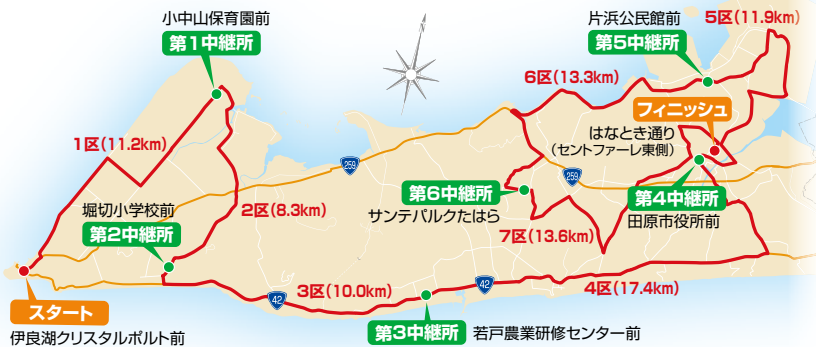 小中山保育園前
第1中継所
1区(11.2km)
堀切小学校前
第2中継所
2区(8.3km)
スタート
伊良湖クリスタルポルト前
42
3区(10.0km)
259
第3中継所
若戸農業研修センター前
42
4区(17.4km)
片浜公民館前
第5中継所
5区(11.9km)
6区(13.3km)
フィニッシュ
はなとき通り
(セントファーレ東側)
259
第6中継所
サンテパルクたはら
第4中継所
田原市役所前
7区(13.6km)